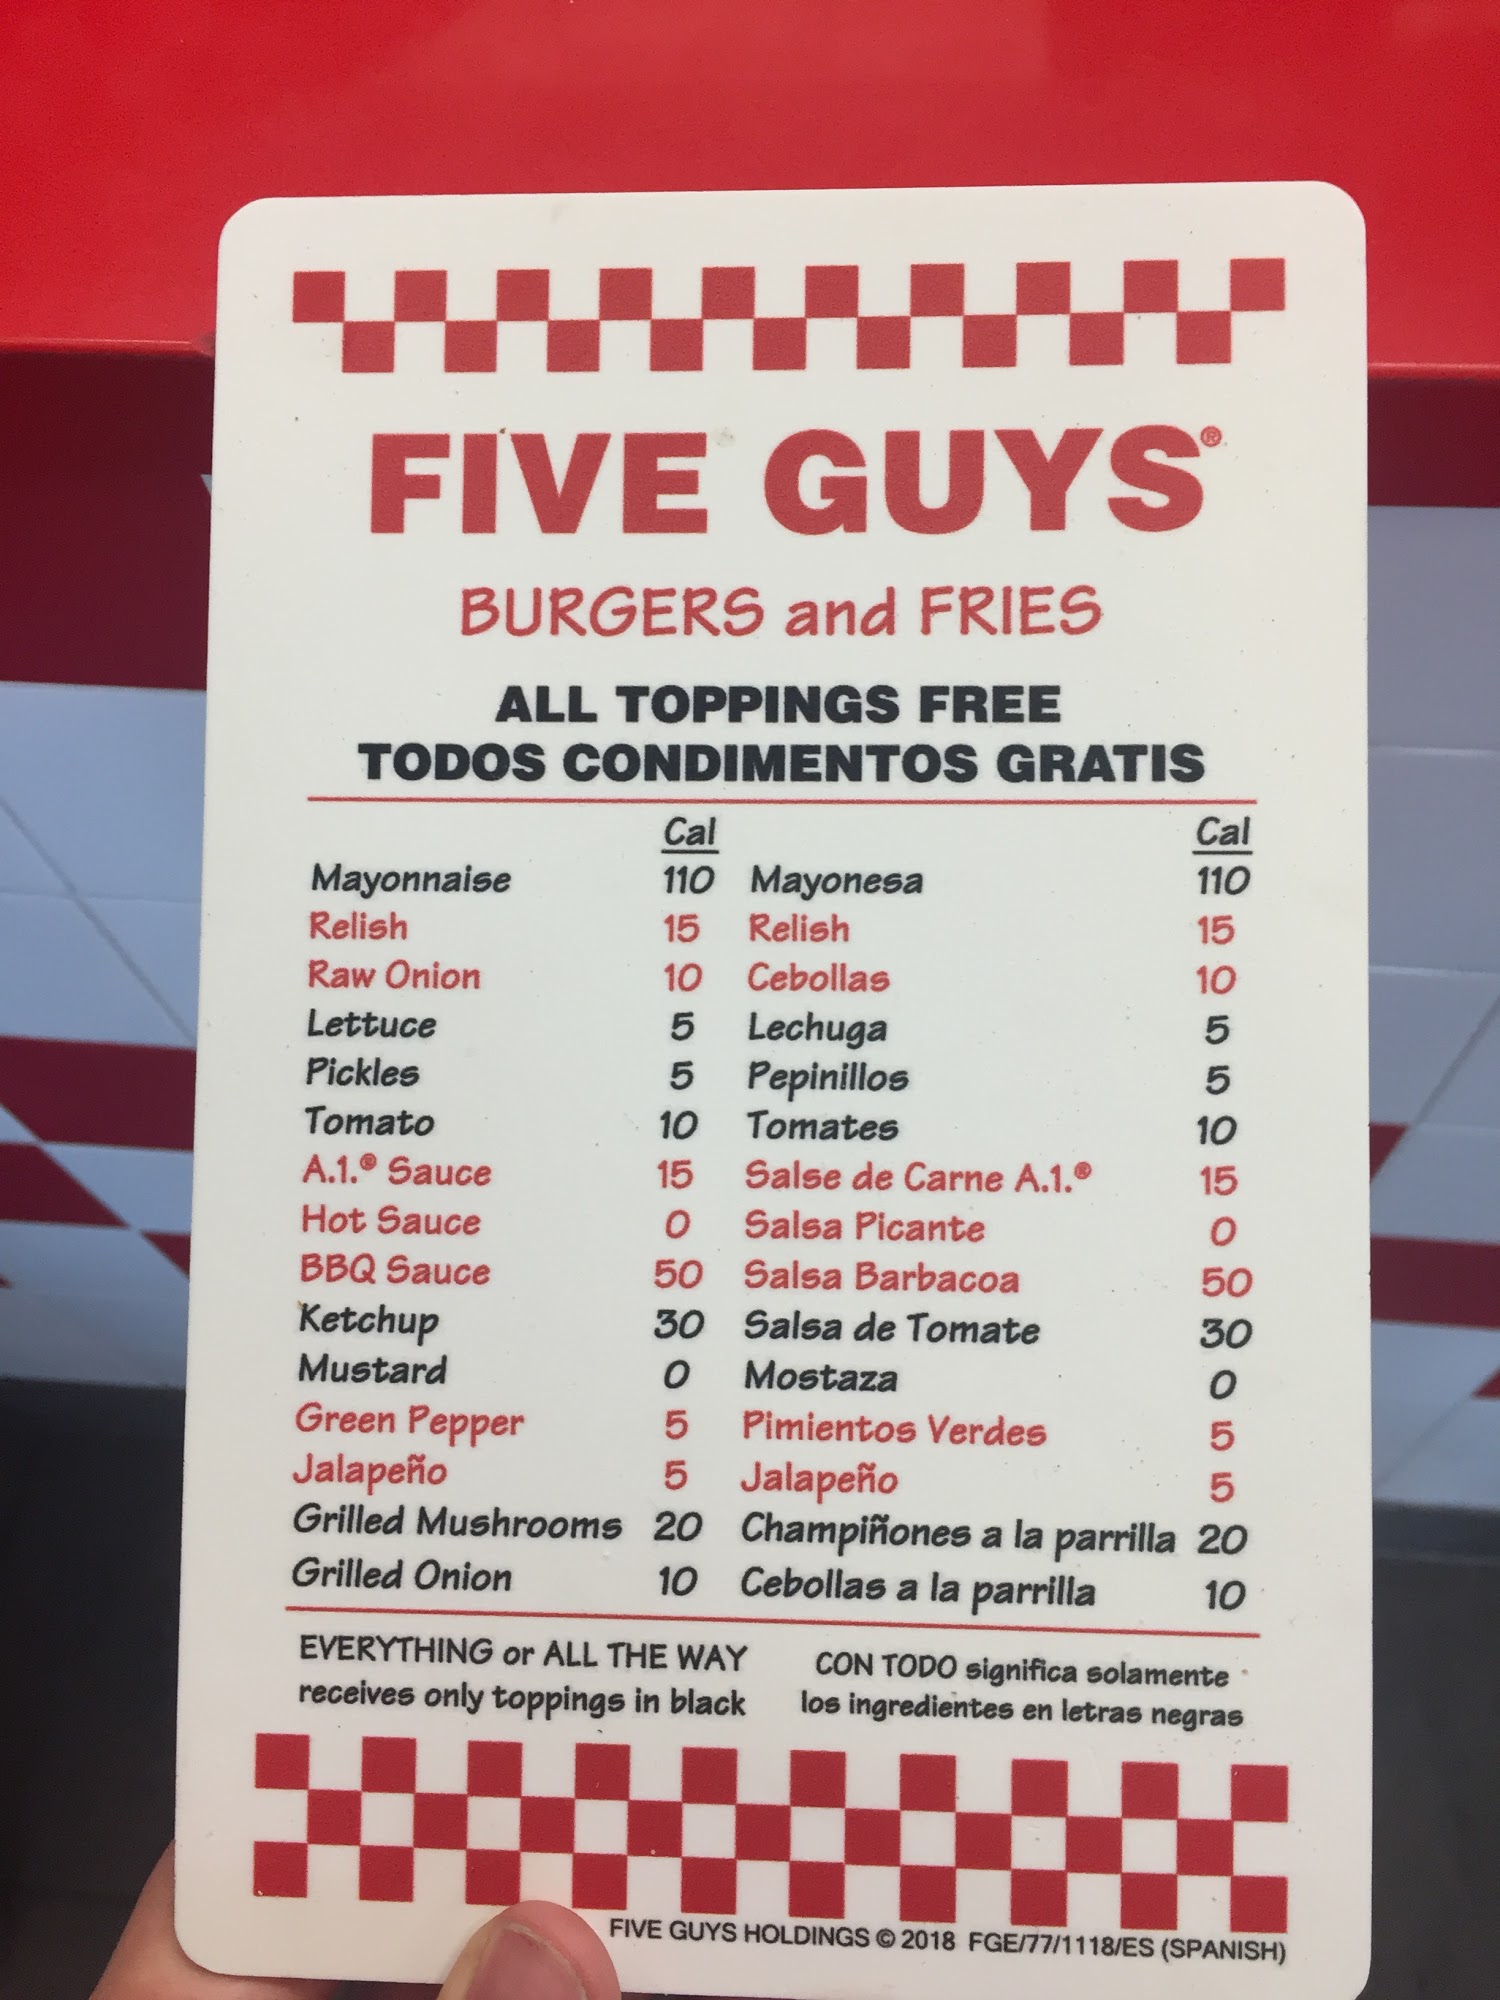 FIVE GUYS®
BURGERS and FRIES
ALL TOPPINGS FREE
TODOS CONDIMENTOS GRATIS
Cal Cal
Mayonnaise 110 Mayonesa 110
Relish 15 Relish 15
Raw Onion 10 Cebollas 10
Lettuce 5 Lechuga 5
Pickles 5 Pepinillos 5
Tomato 10 Tomates 10
A.1.® Sauce 15 Salse de Carne A.1.® 15
Hot Sauce 0 Salsa Picante 0
BBQ Sauce 50 Salsa Barbacoa 50
Ketchup 30 Salsa de Tomate 30
Mustard 0 Mostaza 0
Green Pepper 5 Pimientos Verdes 5
Jalapeño 5 Jalapeño 5
Grilled Mushrooms 20 Champiñones a la parrilla 20
Grilled Onion 10 Cebollas a la parrilla 10
EVERYTHING or ALL THE WAY
receives only toppings in black
CON TODO significa solamente
los ingredientes en letras negras
FIVE GUYS HOLDINGS © 2018 FGE/77/1118/ES (SPANISH)